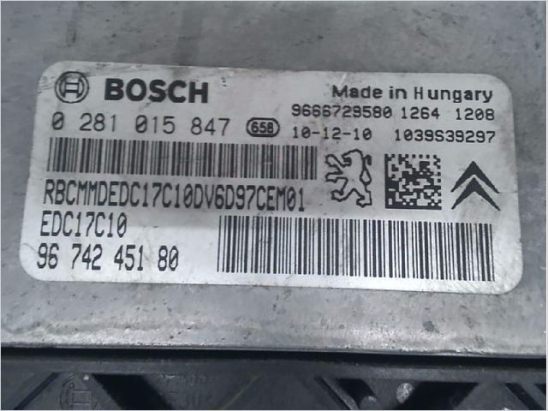 BOSCH
Made in Hungary
0 281 015 847 658
9666729580 1264 1208
10-12-10 1039S39297
RBCMMDEDC17C10DV6D97CEM01
EDC17C10
96 742 451 80